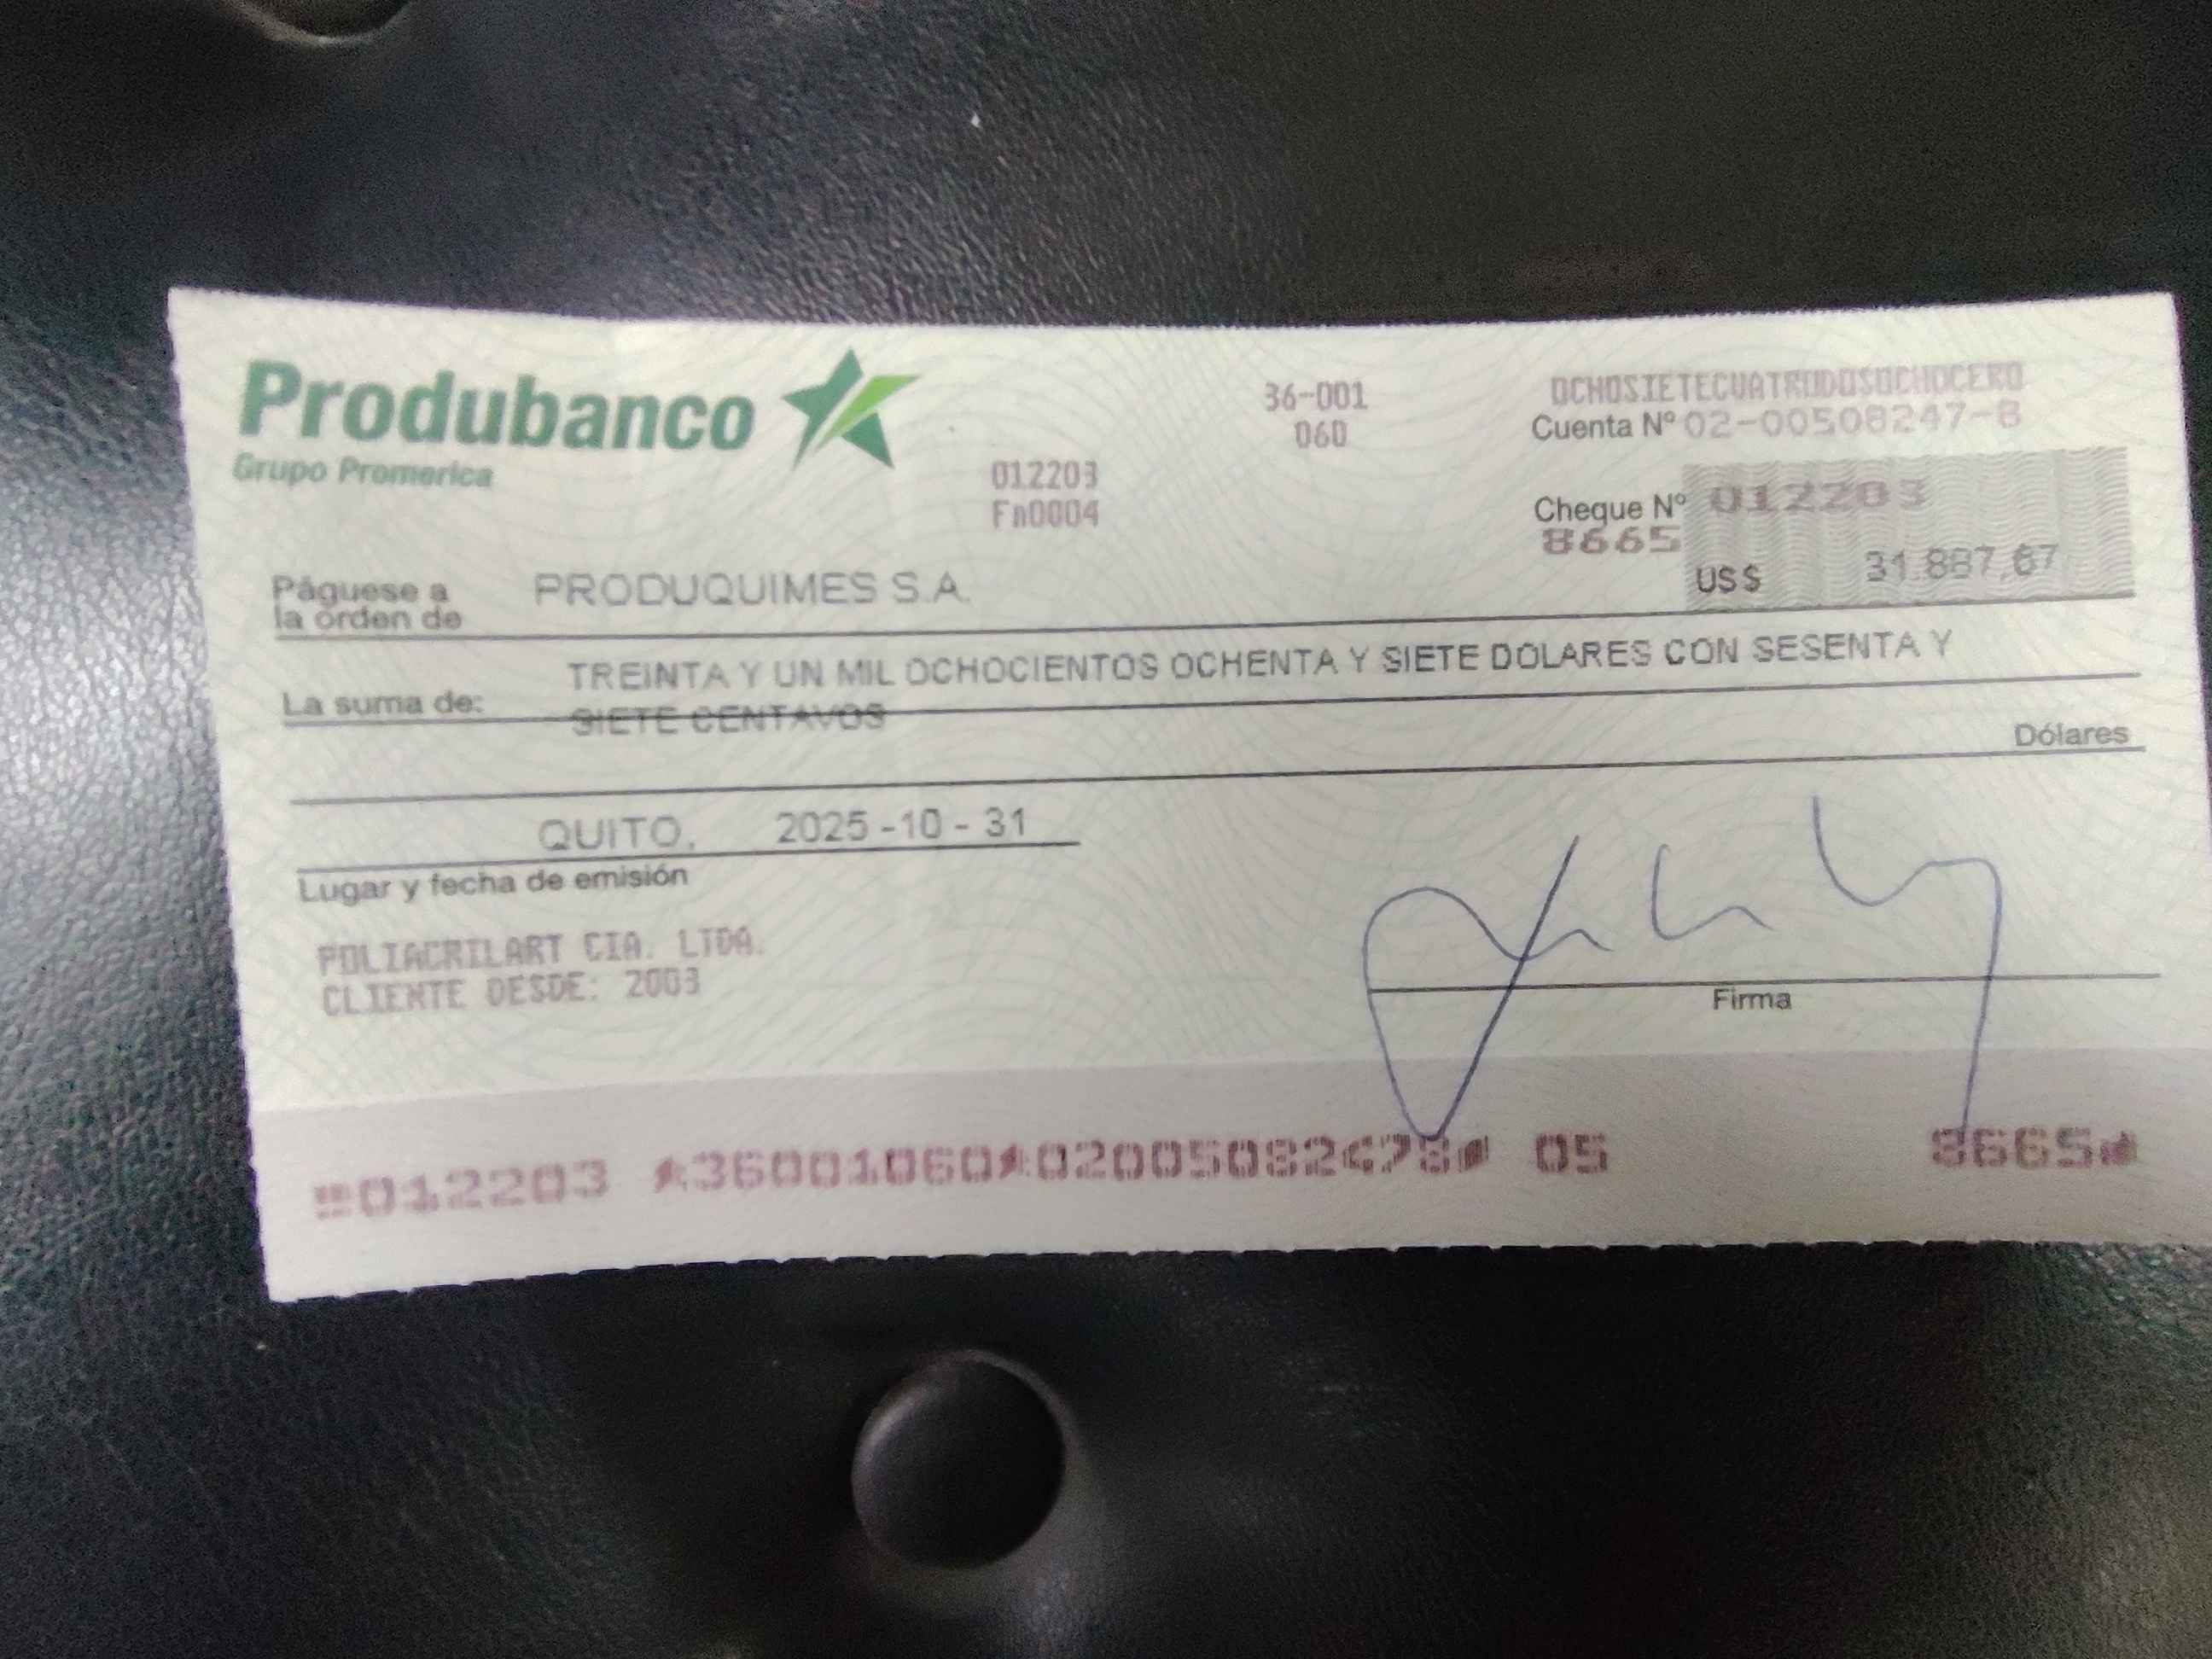 Produbanco
Grupo Promerica
36-001
060
012203
Fn0004
OCHOSIETECUATRODOSOCHOCERO
Cuenta Nº 02-00508247-8
Cheque Nº 012203
8665
US$ 31.887,67
Páguese a
la orden de PRODUQUIMES S.A.
TREINTA Y UN MIL OCHOCIENTOS OCHENTA Y SIETE DOLARES CON SESENTA Y
La suma de: SIETE CENTAVOS
Dólares
QUITO, 2025 -10 - 31
Lugar y fecha de emisión
POLIACRILART CIA. LTDA.
CLIENTE DESDE: 2003
Firma
012203 36001060 02005082478 05 8665